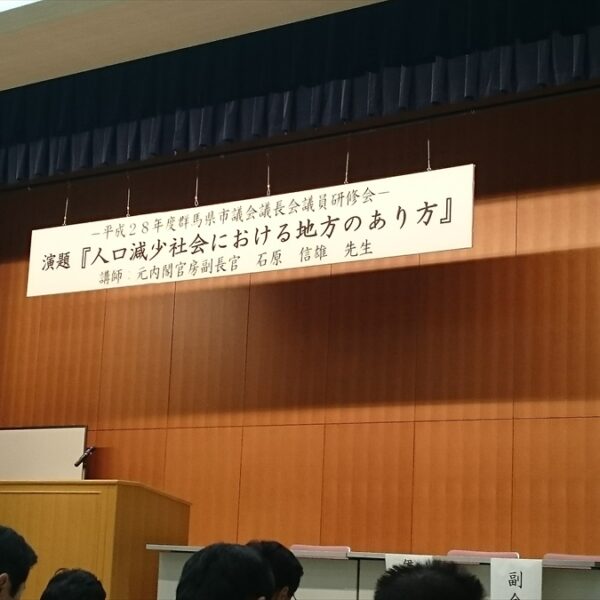 －平成２８年度群馬県市議会議長会議員研修会－
演題『人口減少社会における地方のあり方』
講師：元内閣官房副長官　石原　信雄　先生
副